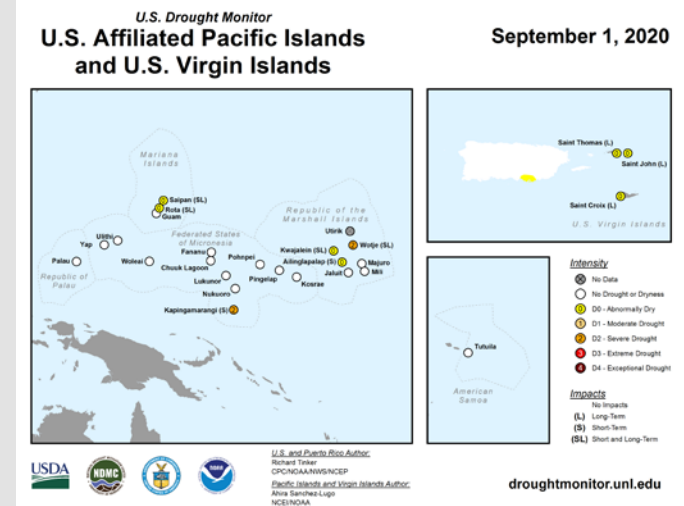 U.S. Drought Monitor
U.S. Affiliated Pacific Islands
and U.S. Virgin Islands
September 1, 2020
Mariana
Islands
Saipan (SL)
Rota (SL)
Guam
Republic of the
Marshall Islands
Utirik
Wotje (SL)
Kwajalein (SL)
Ailinglapalap (S)
Majuro
Jaluit
Mili
Federated States
of Micronesia
Ulithi
Yap
Fananu
Palau
Woleai
Chuuk Lagoon
Pohnpei
Pingelap
Kosrae
Lukunor
Nukuoro
Republic of
Palau
Kapingamarangi (S)
Saint Thomas (L)
Saint John (L)
Saint Croix (L)
U.S. Virgin Islands
Tutuila
American
Samoa
Intensity
No Data
No Drought or Dryness
D0 - Abnormally Dry
D1 - Moderate Drought
D2 - Severe Drought
D3 - Extreme Drought
D4 - Exceptional Drought
Impacts
No Impacts
(L) Long-Term
(S) Short-Term
(SL) Short and Long-Term
USDA
NDMC
NOAA
U.S. and Puerto Rico Author:
Richard Tinker
CPC/NOAA/NWS/NCEP
Pacific Islands and Virgin Islands Author:
Ahira Sanchez-Lugo
NCEI/NOAA
droughtmonitor.unl.edu